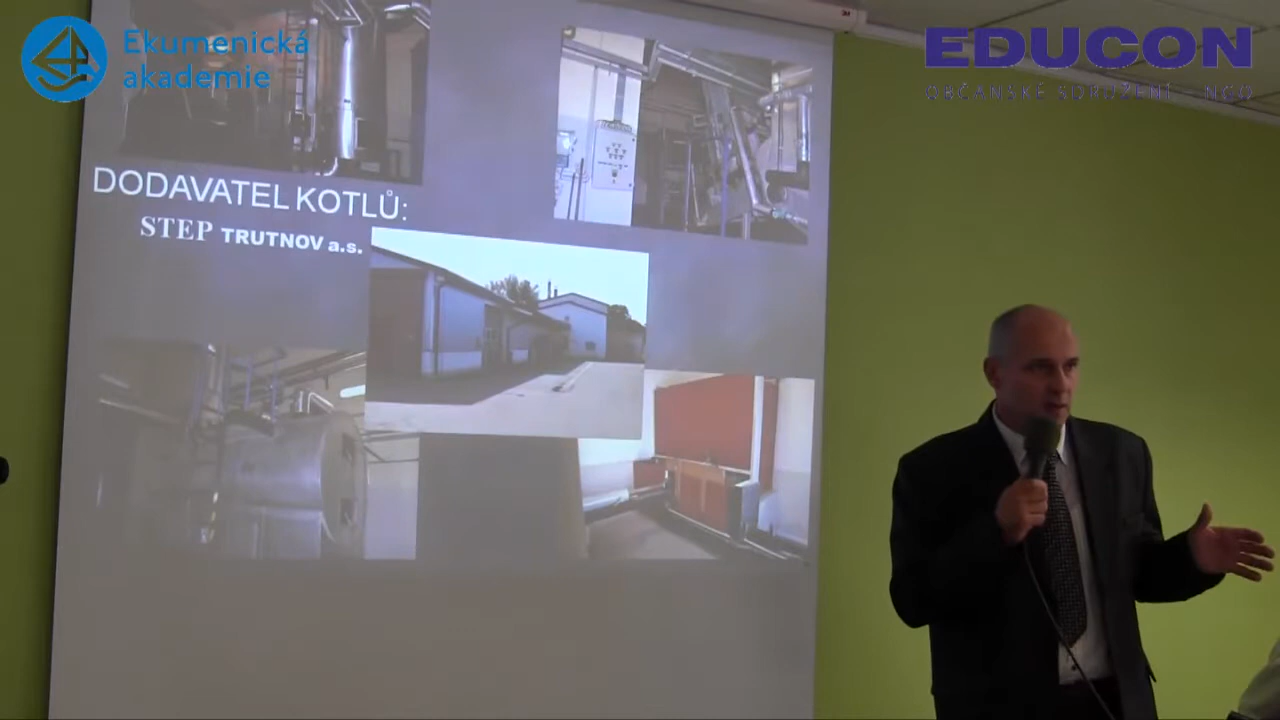 Ekumenická
akademie
EDUCON
OBČANSKÉ SDRUŽENÍ - NGO
DODAVATEL KOTLŮ:
STEP TRUTNOV a.s.